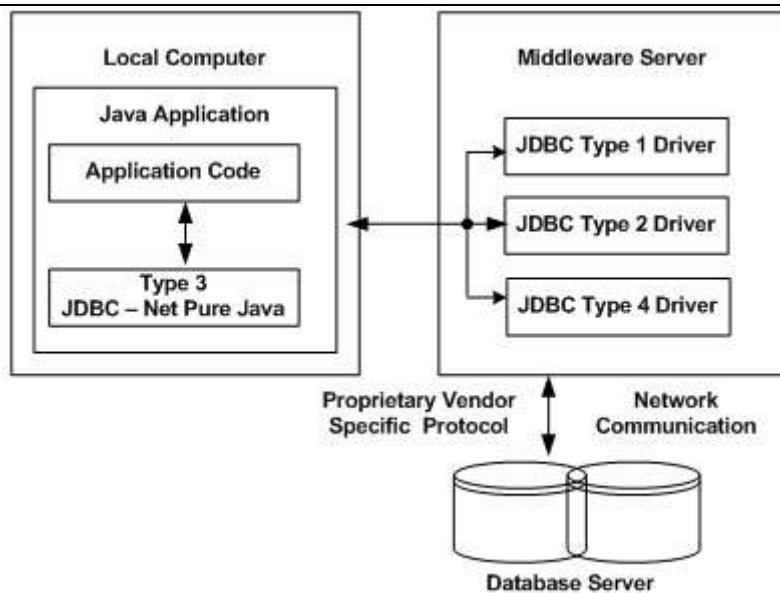 Local Computer
Java Application
Application Code
Type 3
JDBC – Net Pure Java
Middleware Server
JDBC Type 1 Driver
JDBC Type 2 Driver
JDBC Type 4 Driver
Proprietary Vendor
Specific Protocol
Network
Communication
Database Server